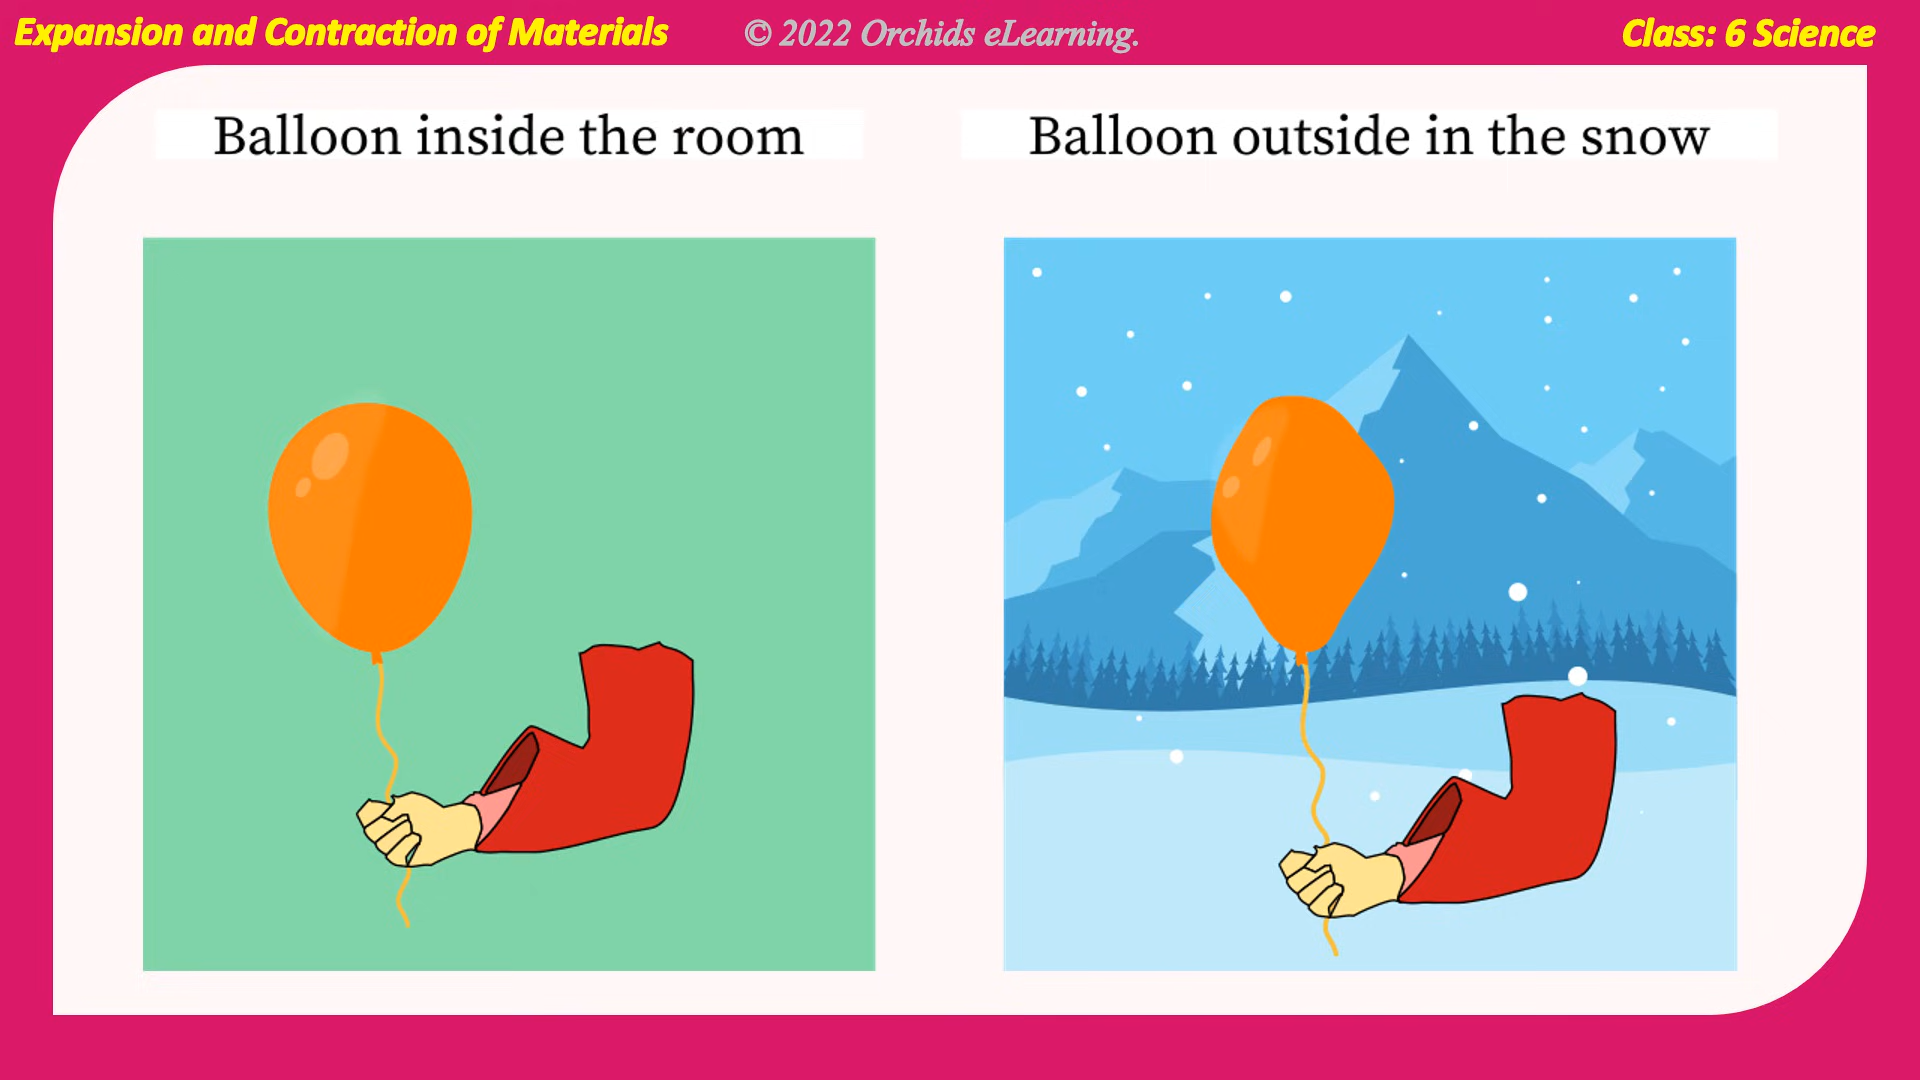 Expansion and Contraction of Materials
© 2022 Orchids eLearning.
Class: 6 Science
Balloon inside the room
Balloon outside in the snow